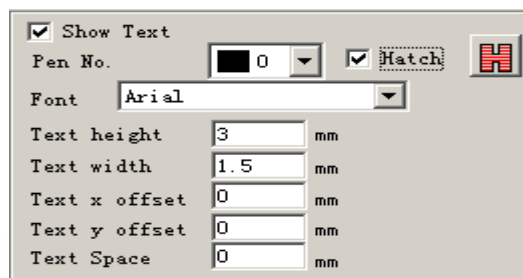 Show Text
Pen No. 0 Hatch
Font Arial
Text height 3 mm
Text width 1.5 mm
Text x offset 0 mm
Text y offset 0 mm
Text Space 0 mm